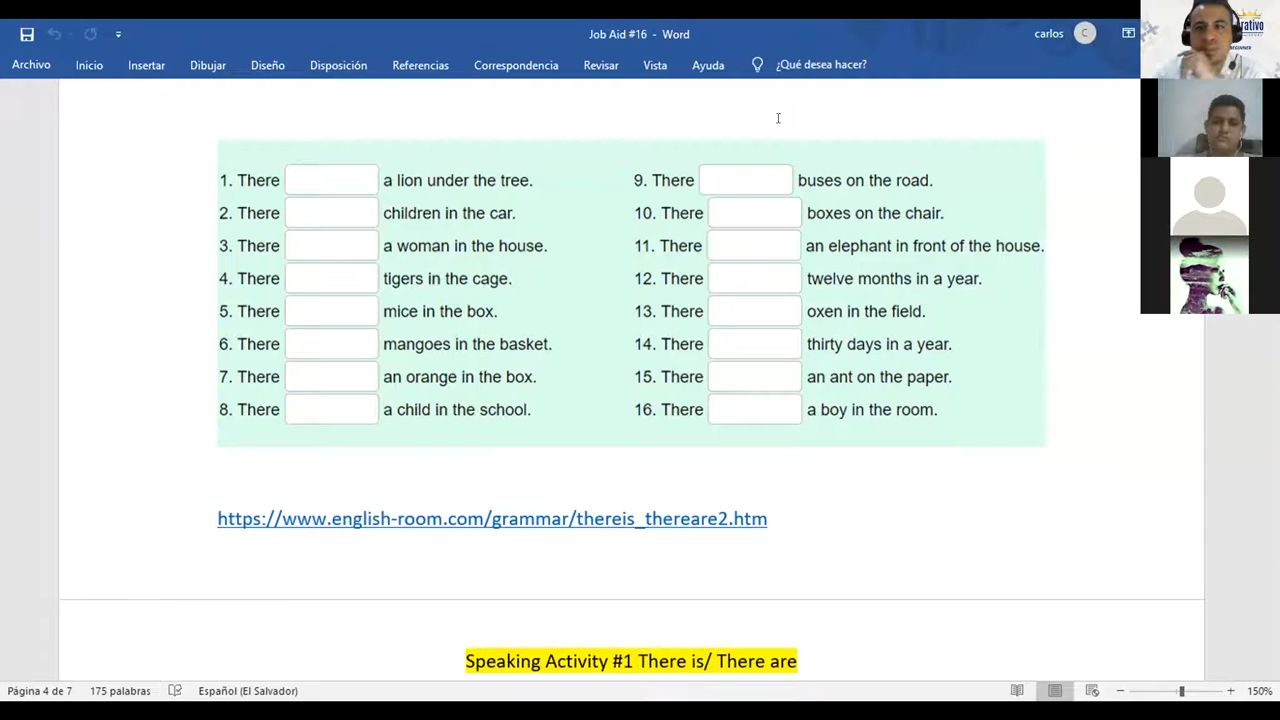 Job Aid #16 - Word
carlos
C
Archivo Inicio Insertar Dibujar Diseño Disposición Referencias Correspondencia Revisar Vista Ayuda ¿Qué desea hacer?
rativo
BEGINNER
1. There a lion under the tree.
2. There children in the car.
3. There a woman in the house.
4. There tigers in the cage.
5. There mice in the box.
6. There mangoes in the basket.
7. There an orange in the box.
8. There a child in the school.
9. There buses on the road.
10. There boxes on the chair.
11. There an elephant in front of the house.
12. There twelve months in a year.
13. There oxen in the field.
14. There thirty days in a year.
15. There an ant on the paper.
16. There a boy in the room.
https://www.english-room.com/grammar/thereis_thereare2.htm
Speaking Activity #1 There is/ There are
Página 4 de 7 175 palabras Español (El Salvador) 150%